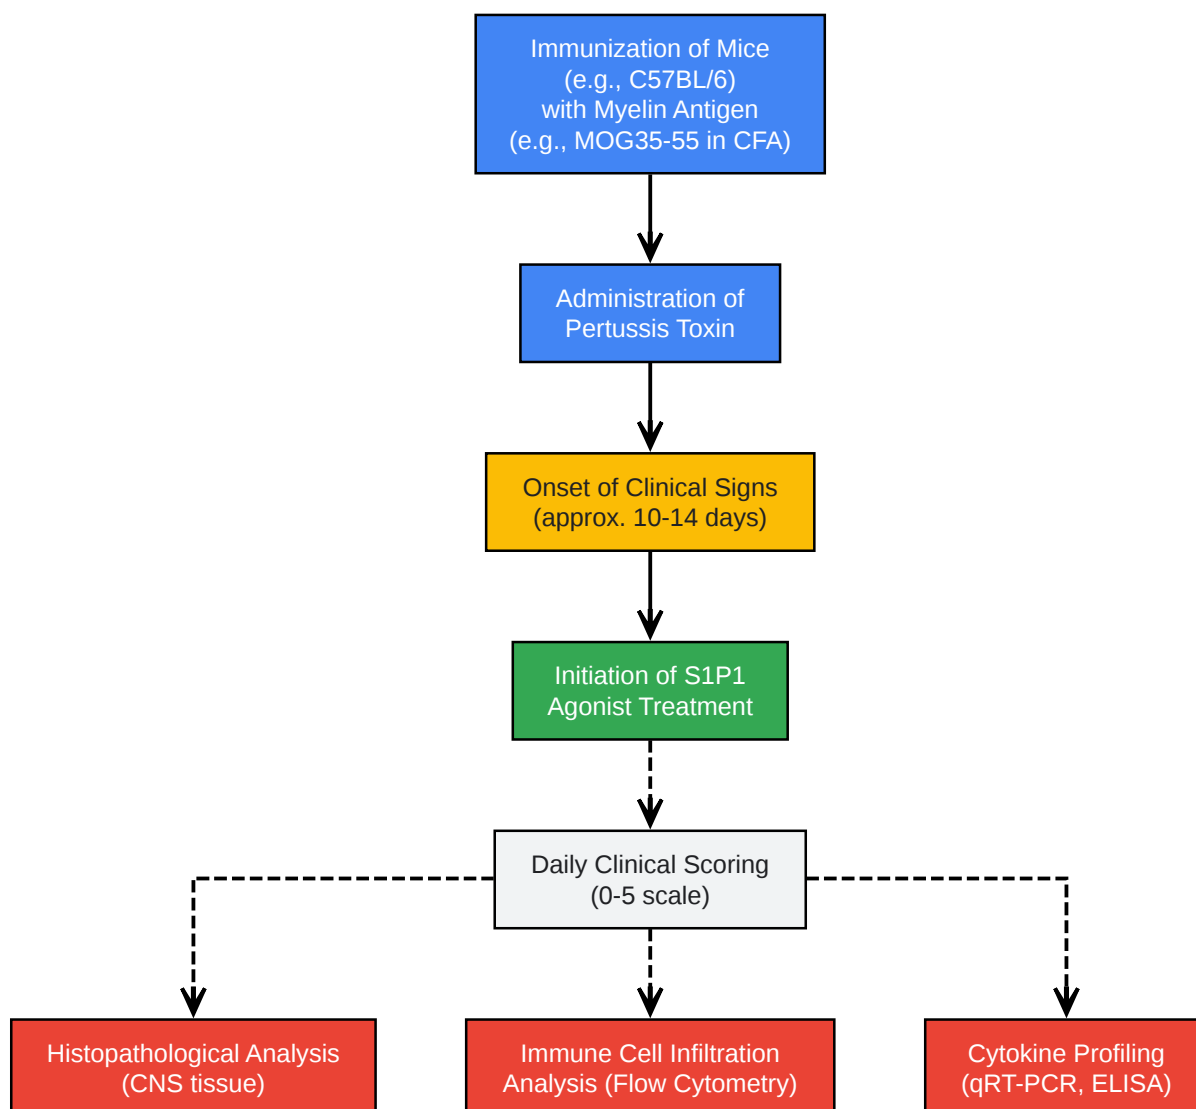 Immunization of Mice
(e.g., C57BL/6)
with Myelin Antigen
(e.g., MOG35-55 in CFA)
Administration of
Pertussis Toxin
Onset of Clinical Signs
(approx. 10-14 days)
Initiation of S1P1
Agonist Treatment
Daily Clinical Scoring
(0-5 scale)
Histopathological Analysis
(CNS tissue)
Immune Cell Infiltration
Analysis (Flow Cytometry)
Cytokine Profiling
(qRT-PCR, ELISA)